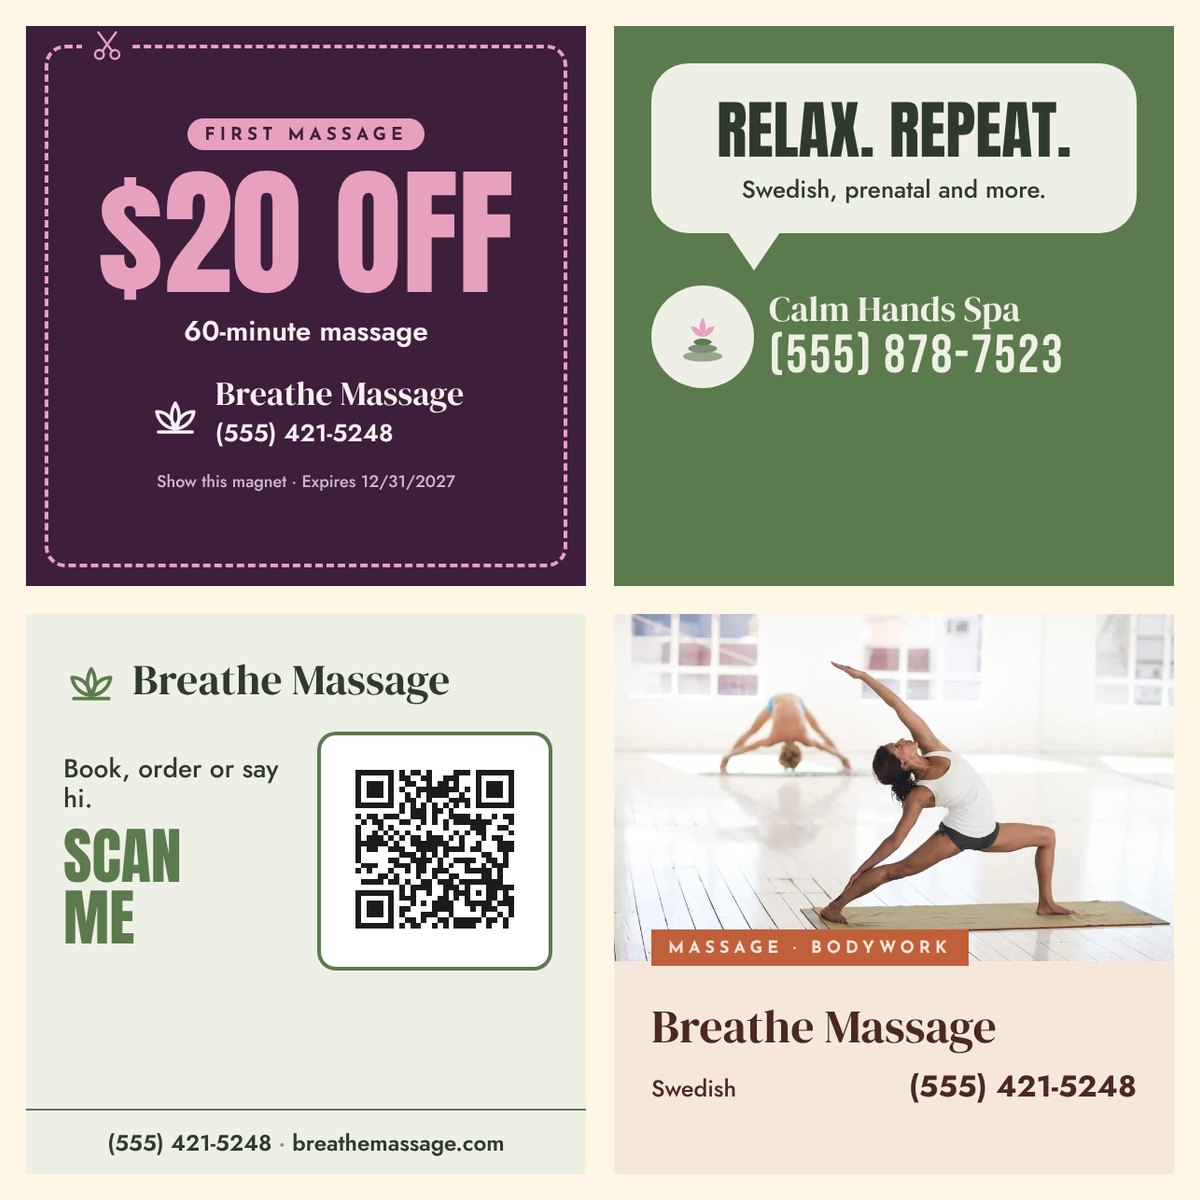 FIRST MASSAGE
$20 OFF
60-minute massage
Breathe Massage
(555) 421-5248
Show this magnet · Expires 12/31/2027
RELAX. REPEAT.
Swedish, prenatal and more.
Calm Hands Spa
(555) 878-7523
Breathe Massage
Book, order or say
hi.
SCAN
ME
(555) 421-5248 · breathemassage.com
MASSAGE · BODYWORK
Breathe Massage
Swedish
(555) 421-5248